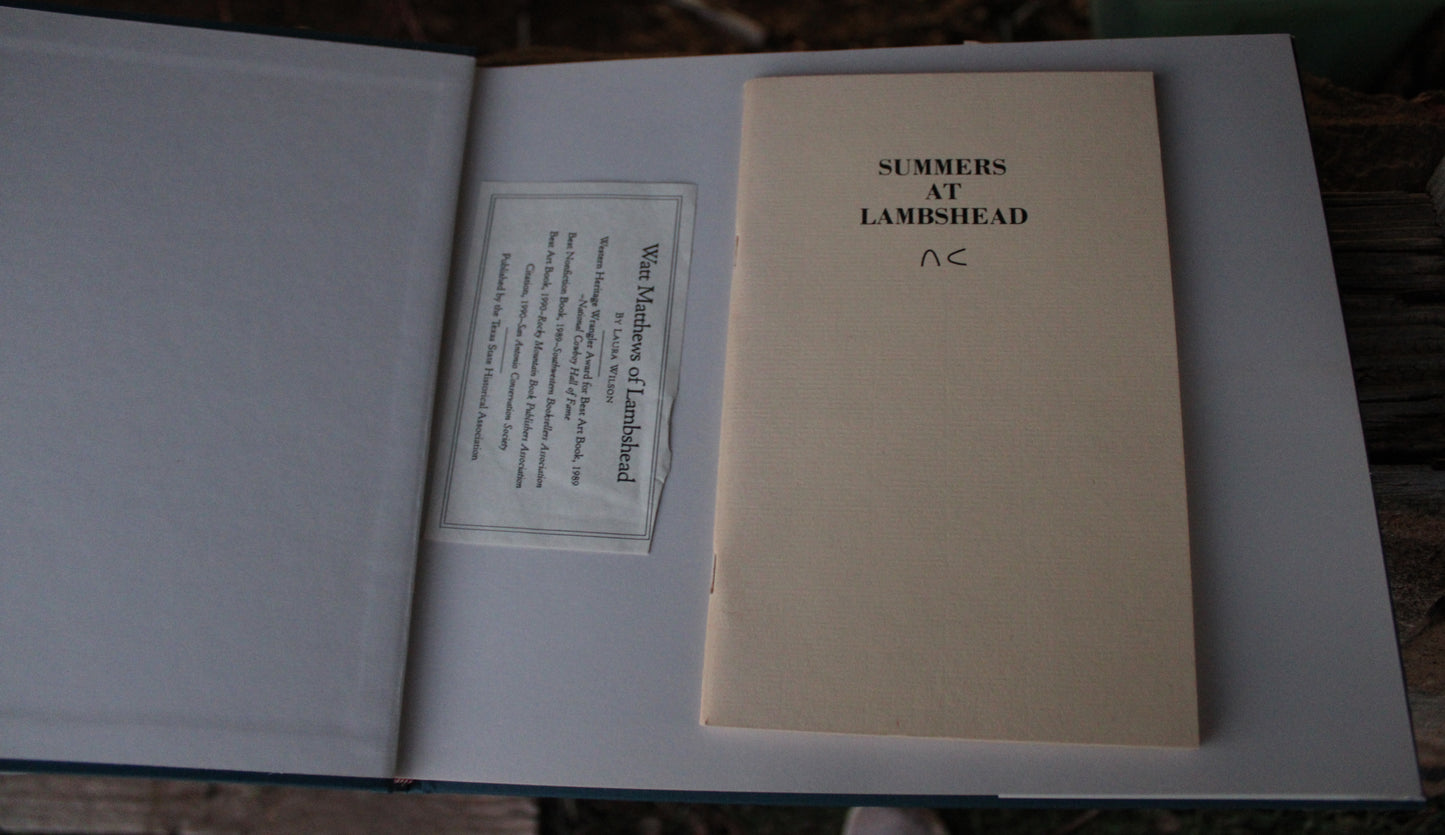 Watt Matthews of Lambshead
BY LAURA WILSON
Western Heritage Wrangler Award for Best Art Book, 1989
~National Cowboy Hall of Fame
Best Nonfiction Book, 1989~Southwestern Booksellers Association
Best Art Book, 1990~Rocky Mountain Book Publishers Association
Citation, 1990~San Antonio Conservation Society
Published by the Texas State Historical Association
SUMMERS
AT
LAMBSHEAD